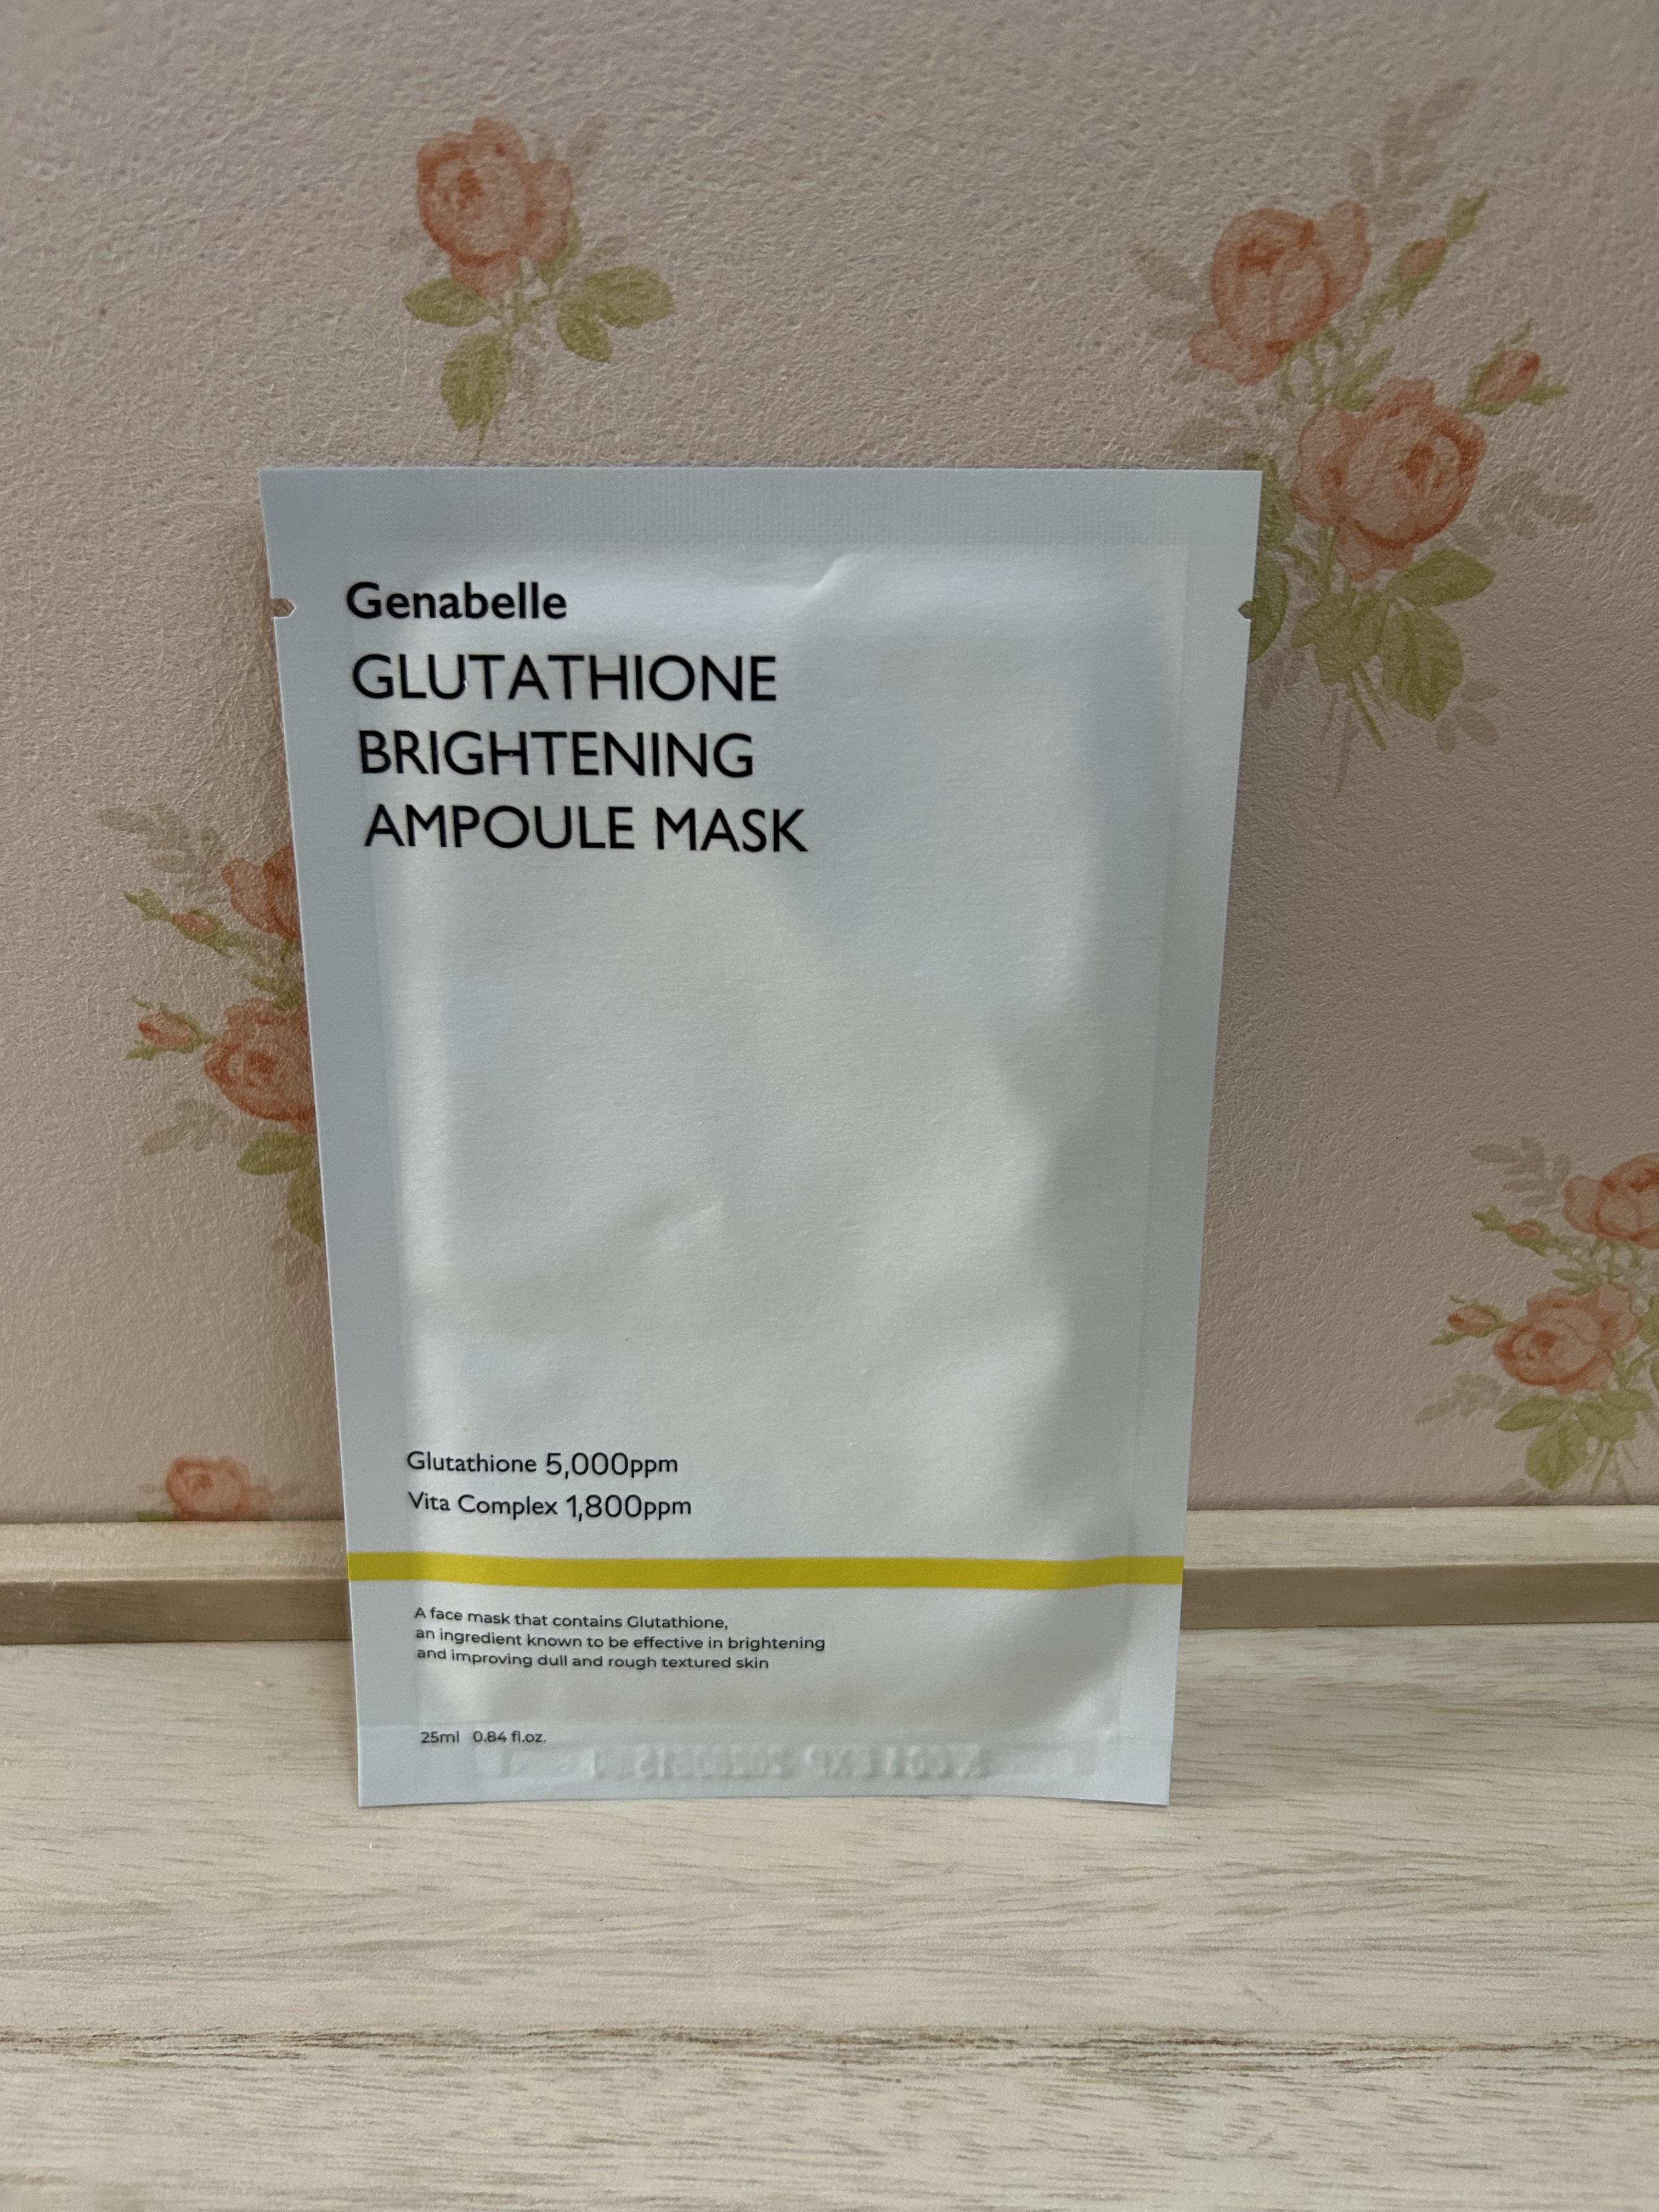 Genabelle
GLUTATHIONE
BRIGHTENING
AMPOULE MASK
Glutathione 5,000ppm
Vita Complex 1,800ppm
A face mask that contains Glutathione,
an ingredient known to be effective in brightening
and improving dull and rough textured skin
25ml 0.84 fl.oz.